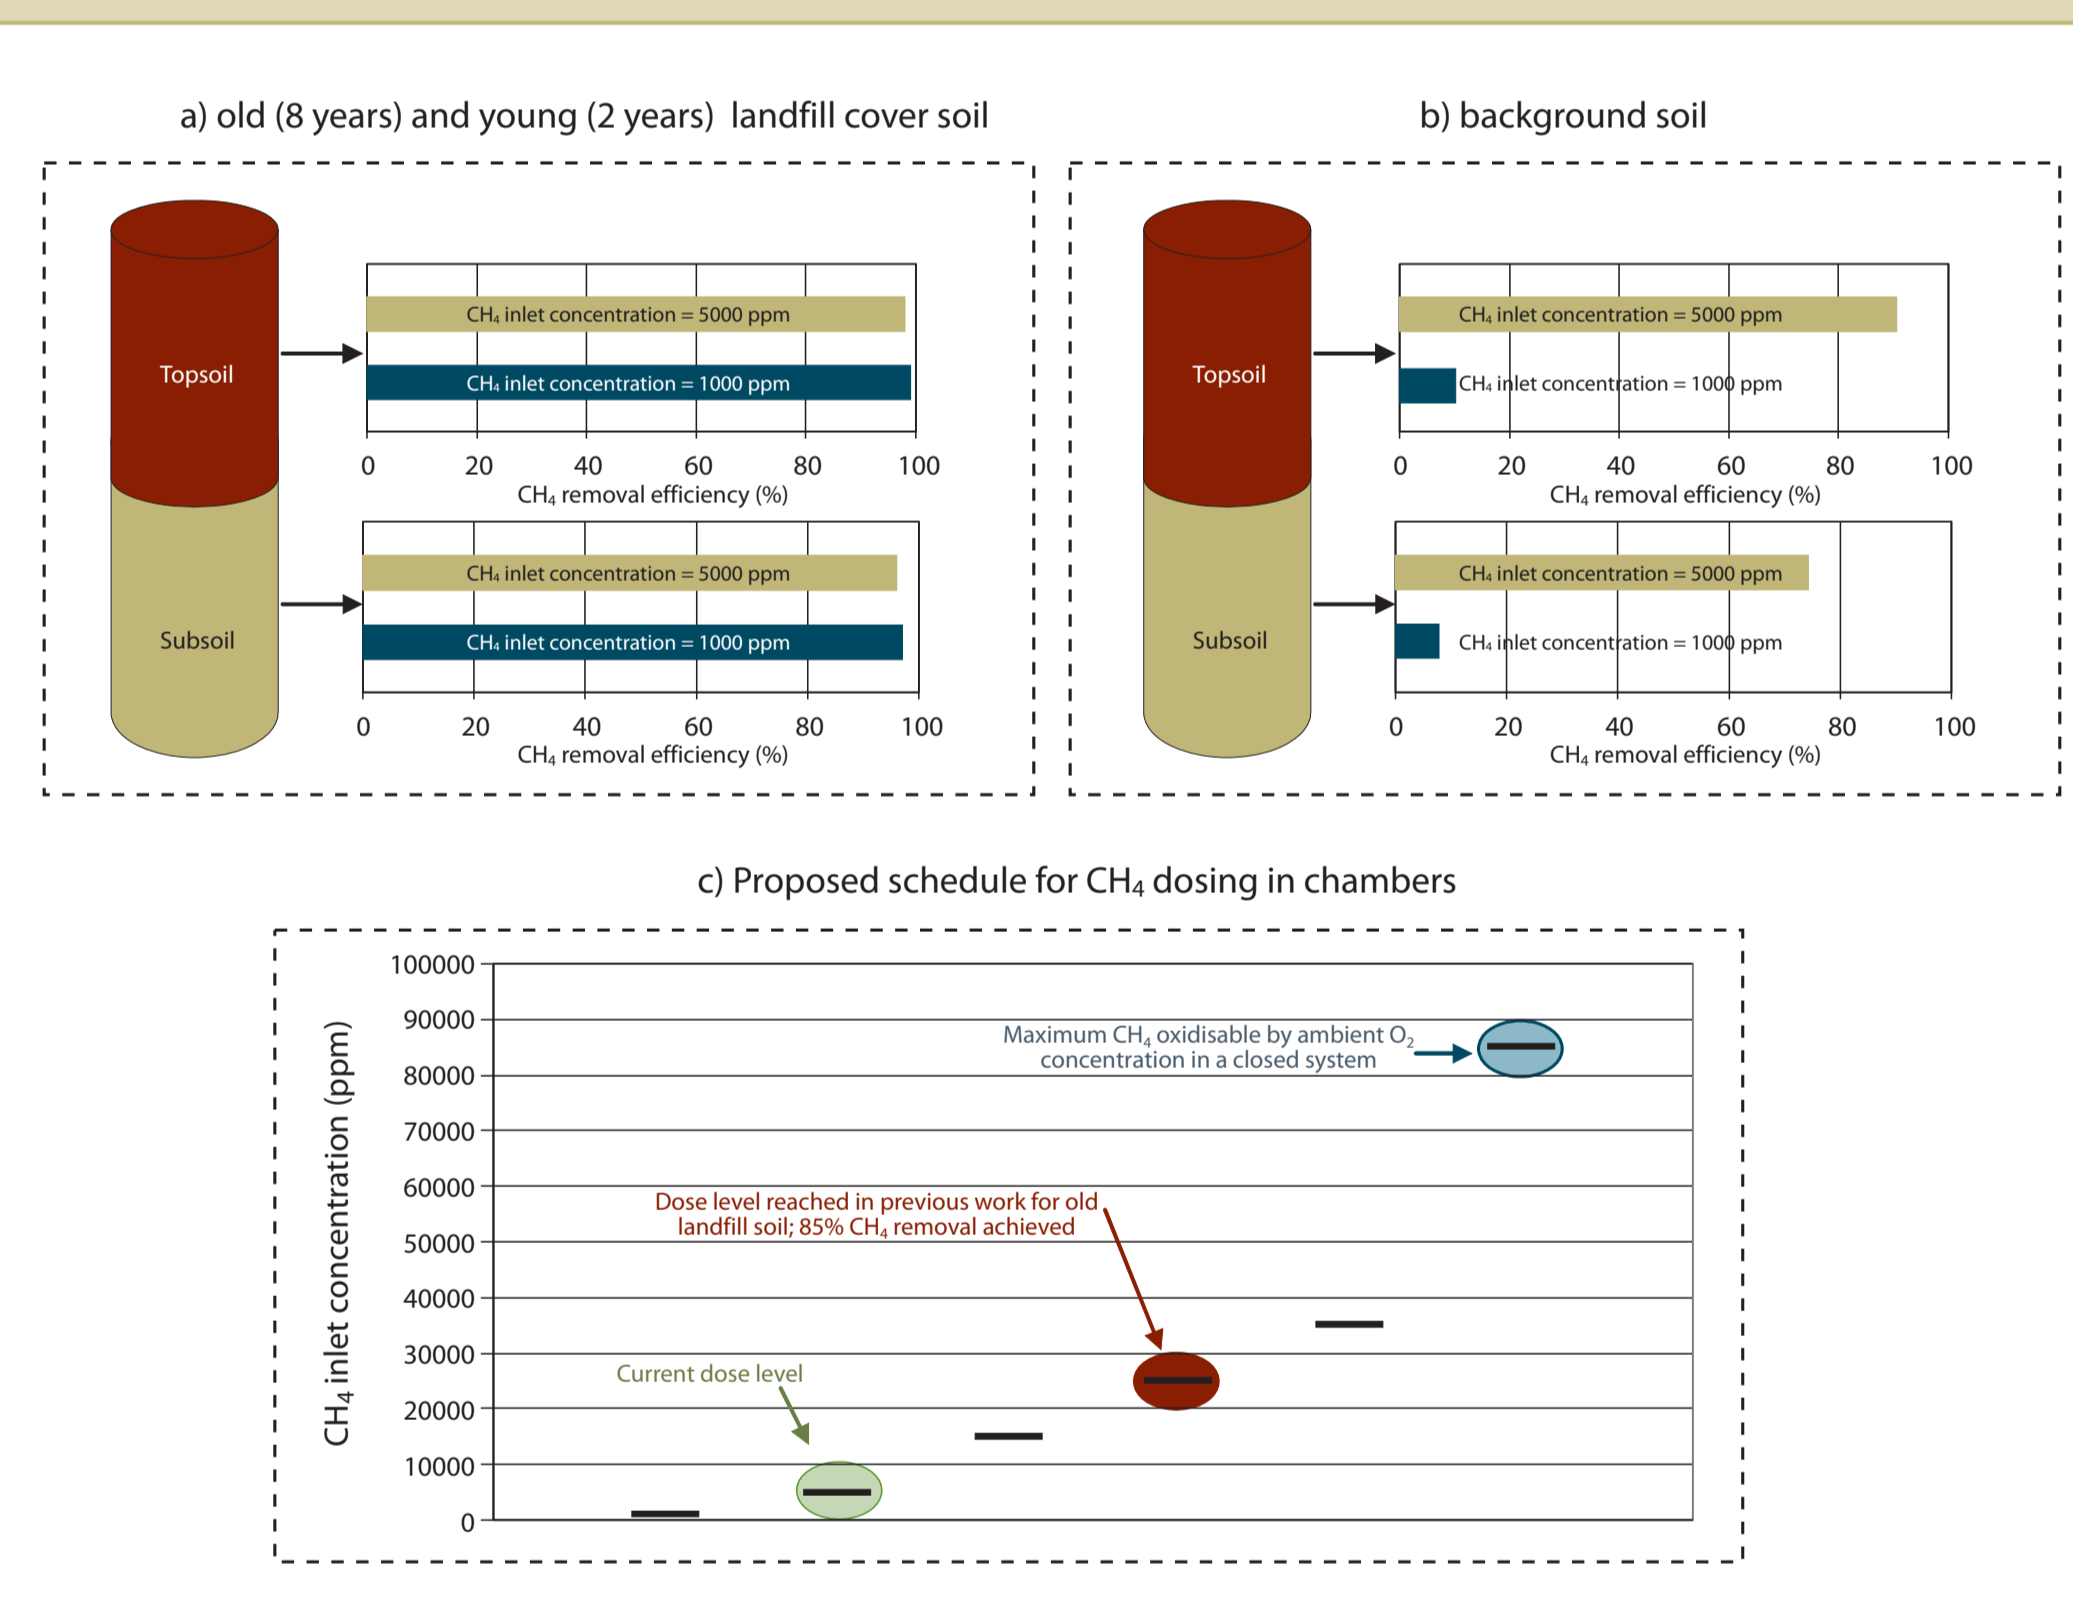 a) old (8 years) and young (2 years) landfill cover soil
Topsoil
CH₄ inlet concentration = 5000 ppm
CH₄ inlet concentration = 1000 ppm
0 20 40 60 80 100
CH₄ removal efficiency (%)
Subsoil
CH₄ inlet concentration = 5000 ppm
CH₄ inlet concentration = 1000 ppm
0 20 40 60 80 100
CH₄ removal efficiency (%)
b) background soil
Topsoil
CH₄ inlet concentration = 5000 ppm
CH₄ inlet concentration = 1000 ppm
0 20 40 60 80 100
CH₄ removal efficiency (%)
Subsoil
CH₄ inlet concentration = 5000 ppm
CH₄ inlet concentration = 1000 ppm
0 20 40 60 80 100
CH₄ removal efficiency (%)
c) Proposed schedule for CH₄ dosing in chambers
CH₄ inlet concentration (ppm)
100000
90000
80000
70000
60000
50000
40000
30000
20000
10000
0
Maximum CH₄ oxidisable by ambient O₂
concentration in a closed system
Dose level reached in previous work for old
landfill soil; 85% CH₄ removal achieved
Current dose level